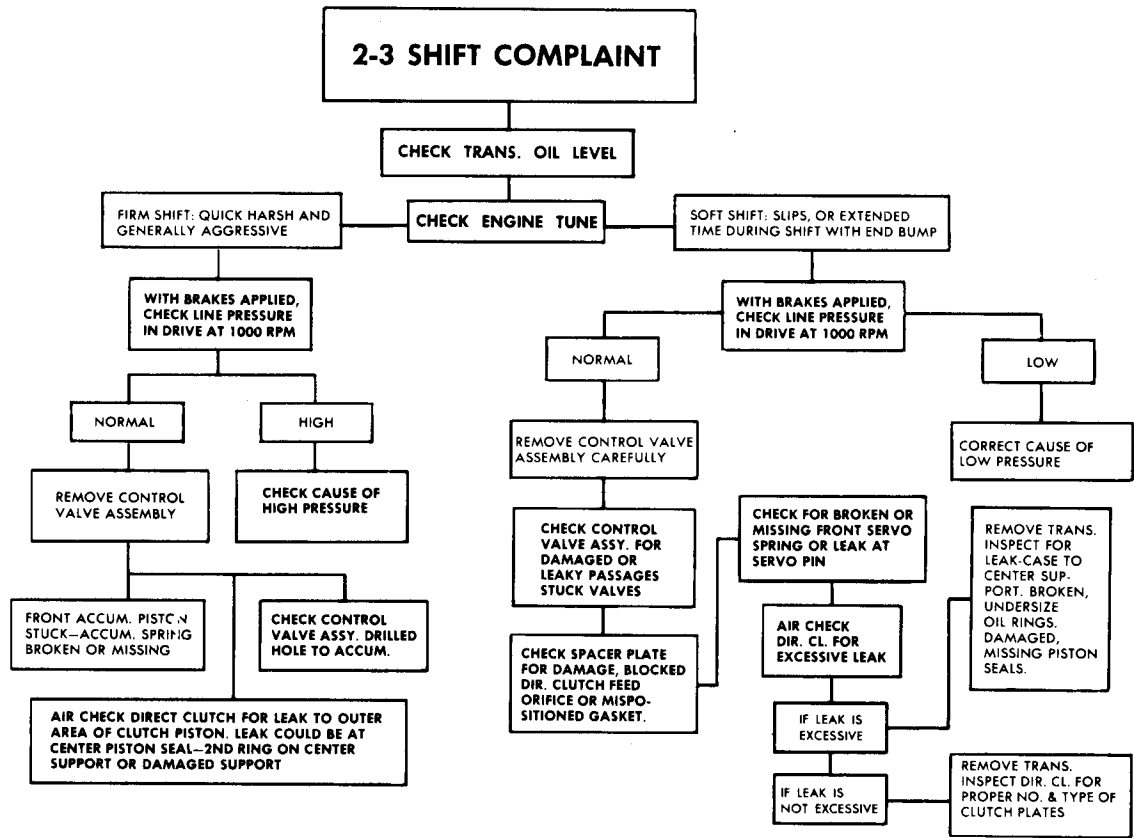 2-3 SHIFT COMPLAINT
CHECK TRANS. OIL LEVEL
CHECK ENGINE TUNE
FIRM SHIFT: QUICK HARSH AND
GENERALLY AGGRESSIVE
WITH BRAKES APPLIED,
CHECK LINE PRESSURE
IN DRIVE AT 1000 RPM
NORMAL
HIGH
REMOVE CONTROL
VALVE ASSEMBLY
CHECK CAUSE OF
HIGH PRESSURE
FRONT ACCUM. PISTON
STUCK—ACCUM. SPRING
BROKEN OR MISSING
CHECK CONTROL
VALVE ASSY. DRILLED
HOLE TO ACCUM.
AIR CHECK DIRECT CLUTCH FOR LEAK TO OUTER
AREA OF CLUTCH PISTON. LEAK COULD BE AT
CENTER PISTON SEAL—2ND RING ON CENTER
SUPPORT OR DAMAGED SUPPORT
SOFT SHIFT: SLIPS, OR EXTENDED
TIME DURING SHIFT WITH END BUMP
WITH BRAKES APPLIED,
CHECK LINE PRESSURE
IN DRIVE AT 1000 RPM
NORMAL
LOW
REMOVE CONTROL VALVE
ASSEMBLY CAREFULLY
CORRECT CAUSE OF
LOW PRESSURE
CHECK CONTROL
VALVE ASSY. FOR
DAMAGED OR
LEAKY PASSAGES
STUCK VALVES
CHECK SPACER PLATE
FOR DAMAGE, BLOCKED
DIR. CLUTCH FEED
ORIFICE OR MISPO-
SITIONED GASKET.
CHECK FOR BROKEN OR
MISSING FRONT SERVO
SPRING OR LEAK AT
SERVO PIN
AIR CHECK
DIR. CL. FOR
EXCESSIVE LEAK
IF LEAK IS
EXCESSIVE
REMOVE TRANS.
INSPECT FOR
LEAK-CASE TO
CENTER SUP-
PORT. BROKEN,
UNDERSIZE
OIL RINGS.
DAMAGED,
MISSING PISTON
SEALS.
IF LEAK IS
NOT EXCESSIVE
REMOVE TRANS.
INSPECT DIR. CL. FOR
PROPER NO. & TYPE OF
CLUTCH PLATES